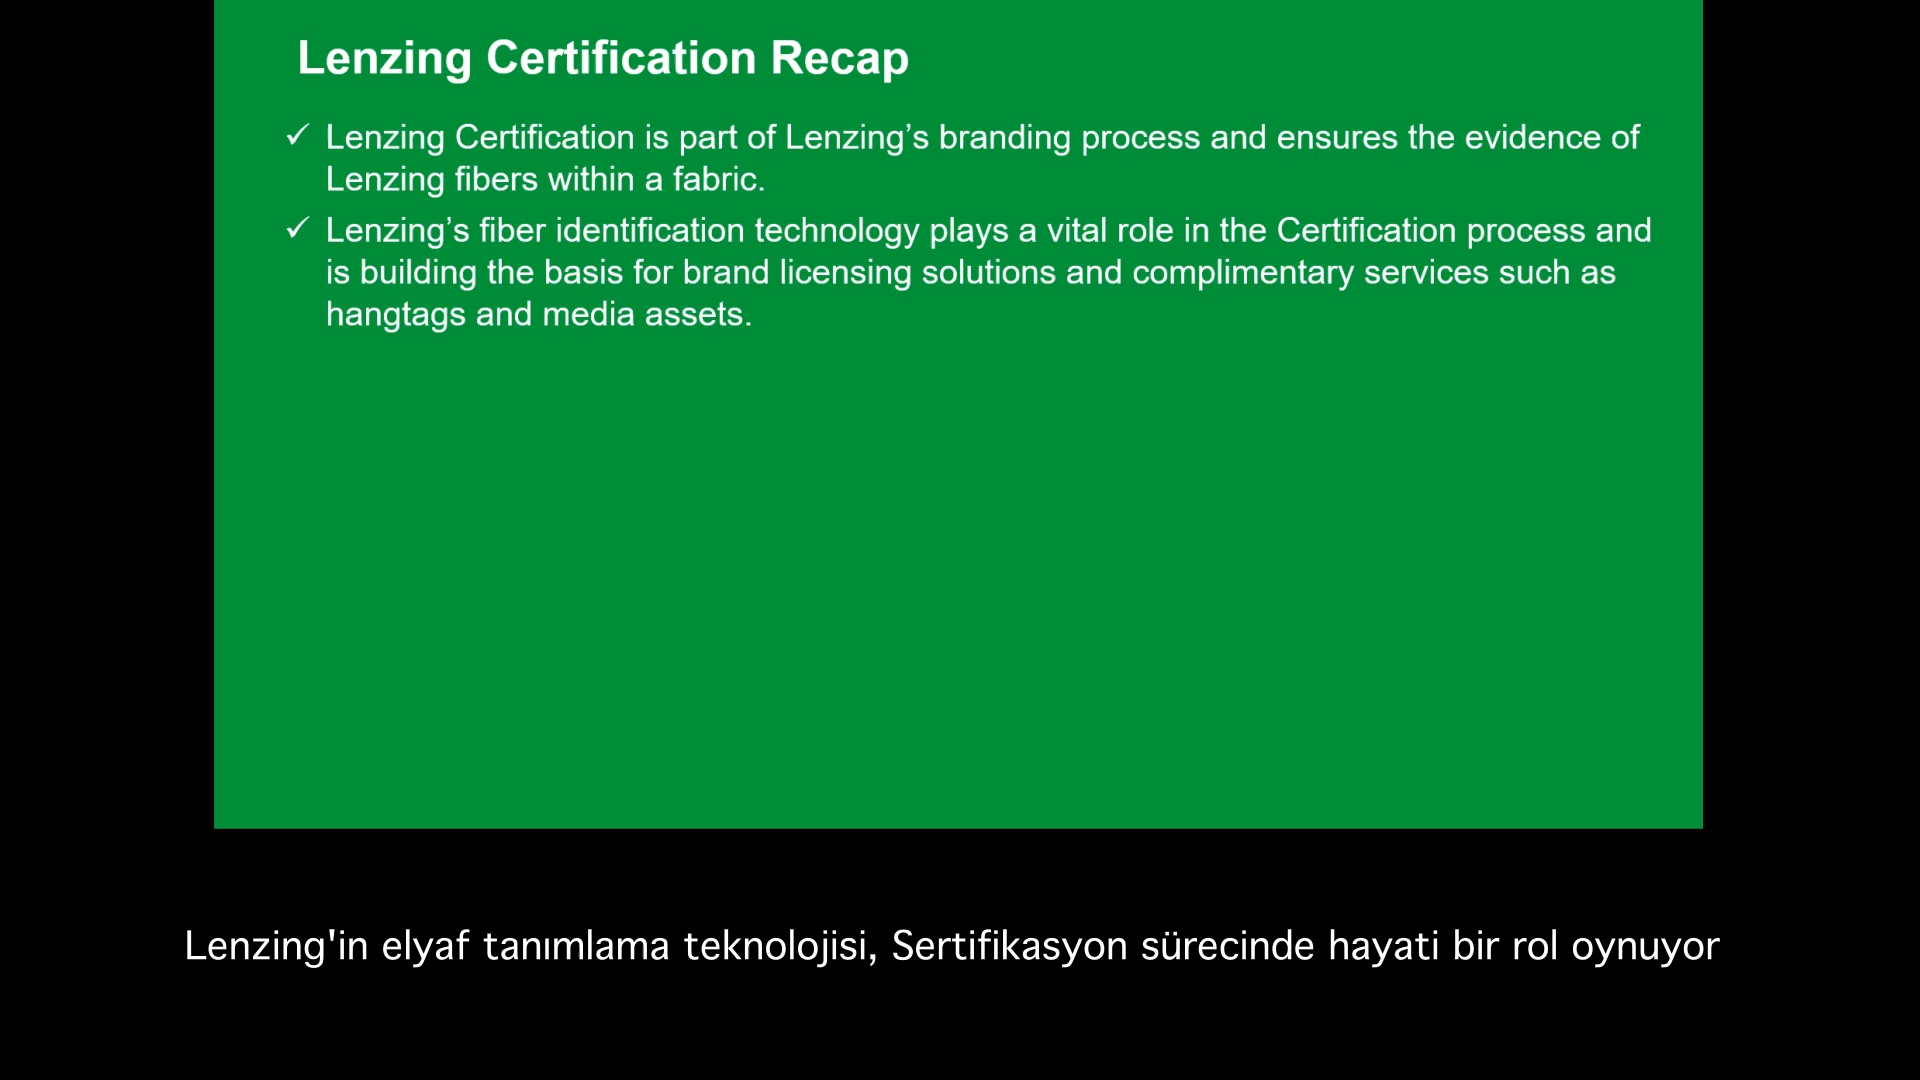 Lenzing Certification Recap
✓ Lenzing Certification is part of Lenzing’s branding process and ensures the evidence of
Lenzing fibers within a fabric.
✓ Lenzing’s fiber identification technology plays a vital role in the Certification process and
is building the basis for brand licensing solutions and complimentary services such as
hangtags and media assets.
Lenzing'in elyaf tanımlama teknolojisi, Sertifikasyon sürecinde hayati bir rol oynuyor